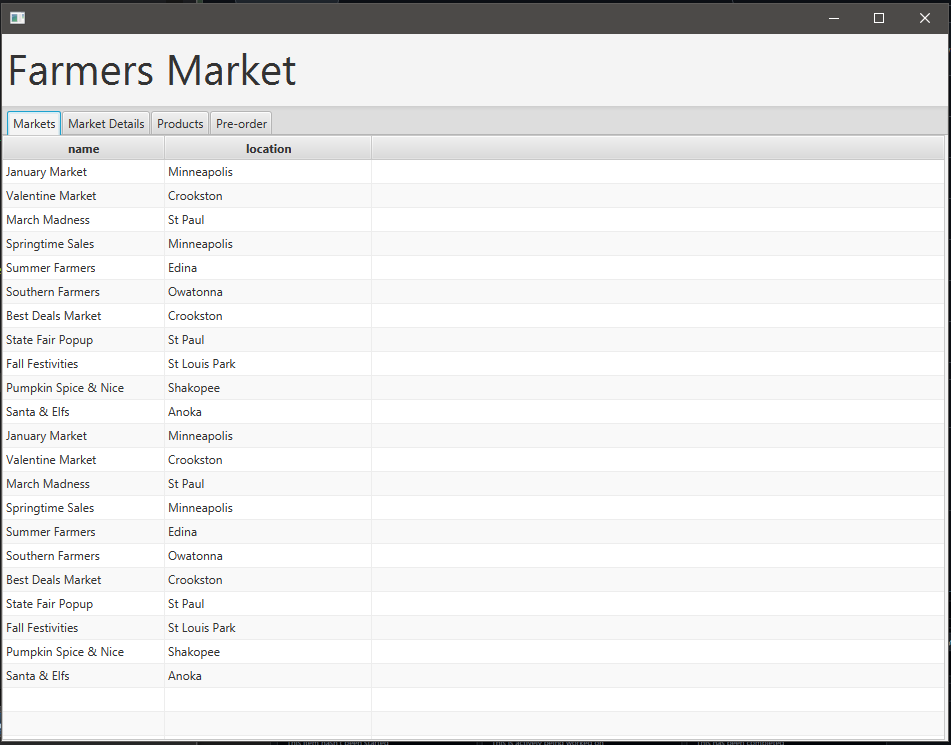 Farmers Market
Markets Market Details Products Pre-order
name location
January Market Minneapolis
Valentine Market Crookston
March Madness St Paul
Springtime Sales Minneapolis
Summer Farmers Edina
Southern Farmers Owatonna
Best Deals Market Crookston
State Fair Popup St Paul
Fall Festivities St Louis Park
Pumpkin Spice & Nice Shakopee
Santa & Elfs Anoka
January Market Minneapolis
Valentine Market Crookston
March Madness St Paul
Springtime Sales Minneapolis
Summer Farmers Edina
Southern Farmers Owatonna
Best Deals Market Crookston
State Fair Popup St Paul
Fall Festivities St Louis Park
Pumpkin Spice & Nice Shakopee
Santa & Elfs Anoka